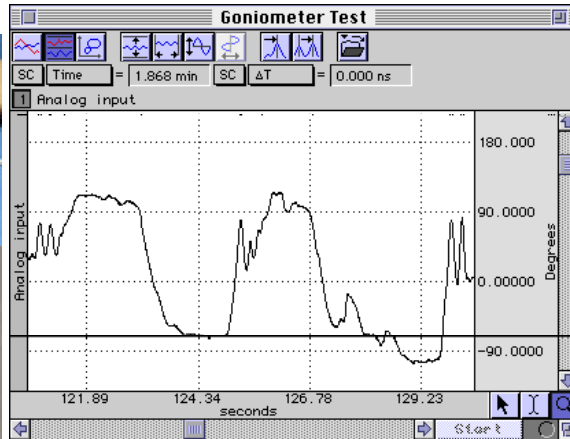 Goniometer Test
SC Time = 1.868 min SC ΔT = 0.000 ns
1 Analog input
180.000
90.0000
0.00000
-90.0000
Analog input
Degrees
121.89 124.34 126.78 129.23
seconds
Start